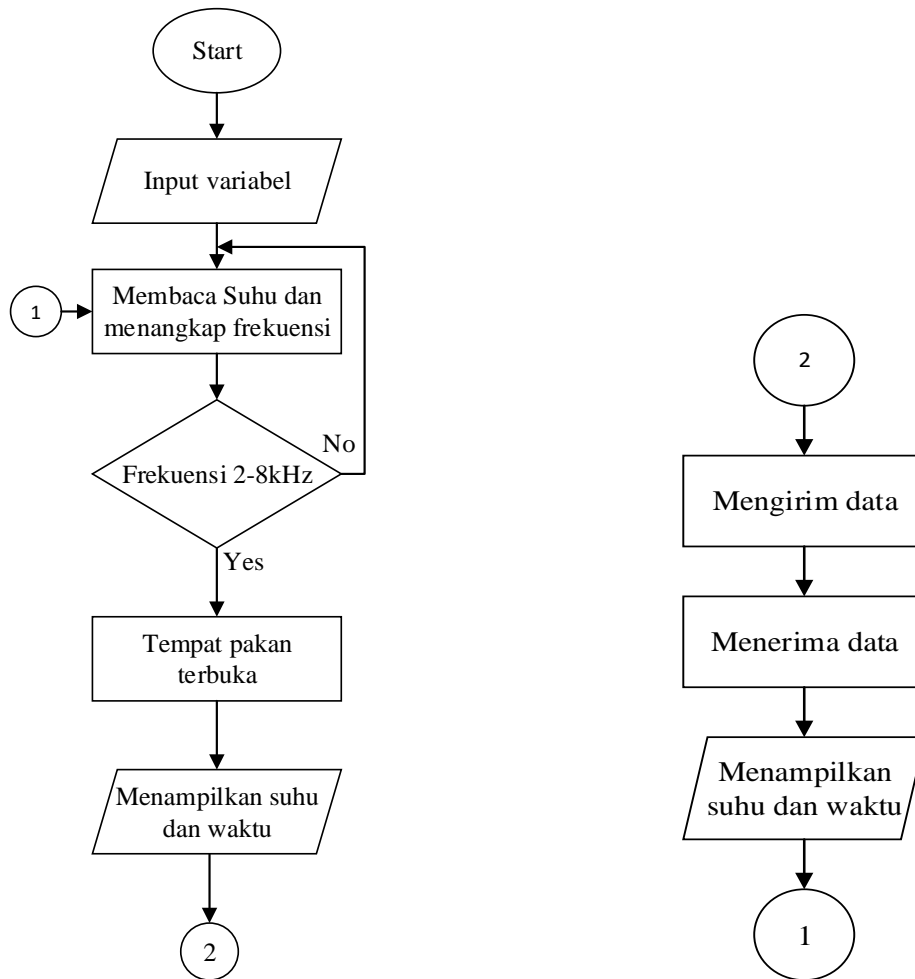 Start
Input variabel
1
Membaca Suhu dan
menangkap frekuensi
No
Frekuensi 2-8kHz
Yes
Tempat pakan
terbuka
Menampilkan suhu
dan waktu
2
2
Mengirim data
Menerima data
Menampilkan
suhu dan waktu
1